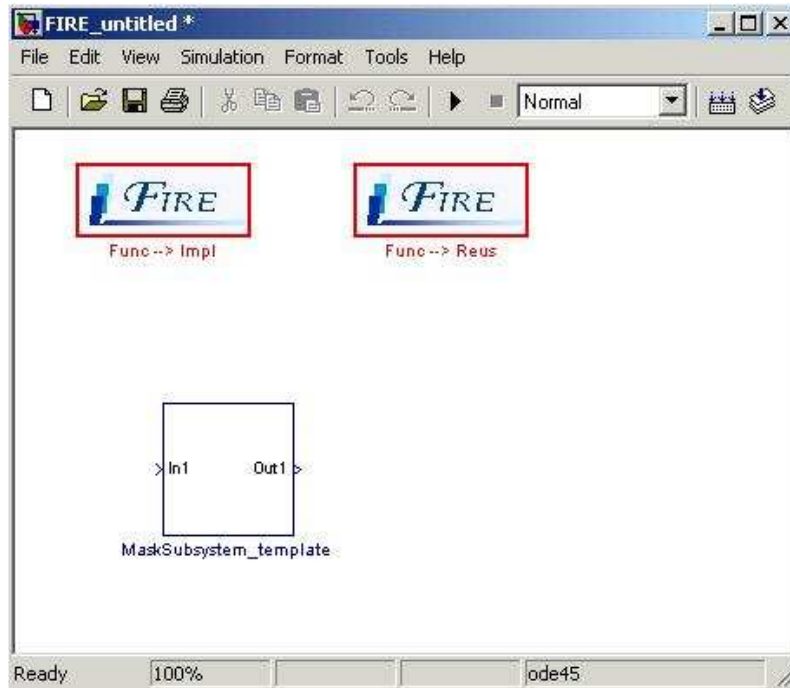 FIRE_untitled *
File Edit View Simulation Format Tools Help
Normal
FIRE FIRE
Func --> Impl Func --> Reus
In1 Out1
MaskSubsystem_template
Ready 100% ode45